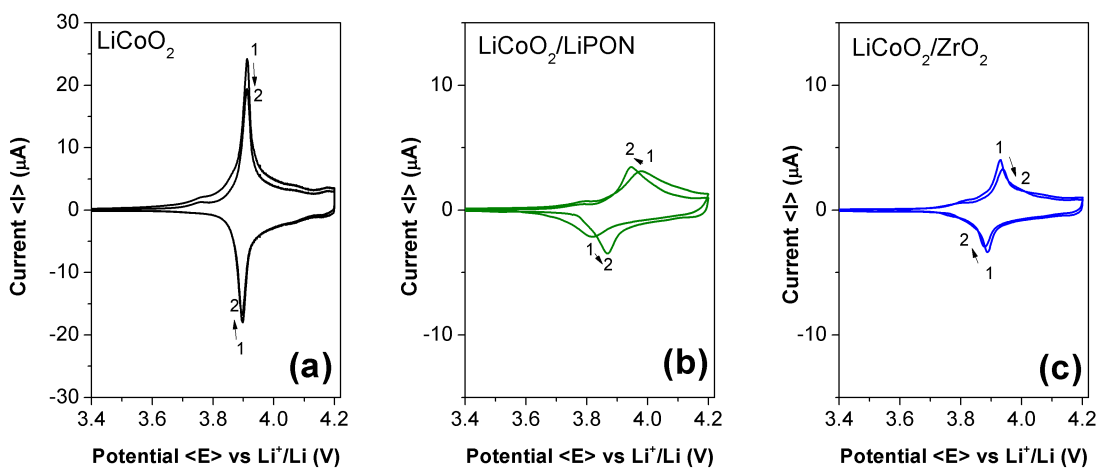 LiCoO₂
30
20
10
0
-10
-20
-30
3.4 3.6 3.8 4.0 4.2
Current <I> (μA)
Potential <E> vs Li⁺/Li (V)
1
2
2
1
(a)
LiCoO₂/LiPON
10
0
-10
3.4 3.6 3.8 4.0 4.2
Current <I> (μA)
Potential <E> vs Li⁺/Li (V)
2 1
1
2
(b)
LiCoO₂/ZrO₂
10
0
-10
3.4 3.6 3.8 4.0 4.2
Current <I> (μA)
Potential <E> vs Li⁺/Li (V)
1
2
2
1
(c)